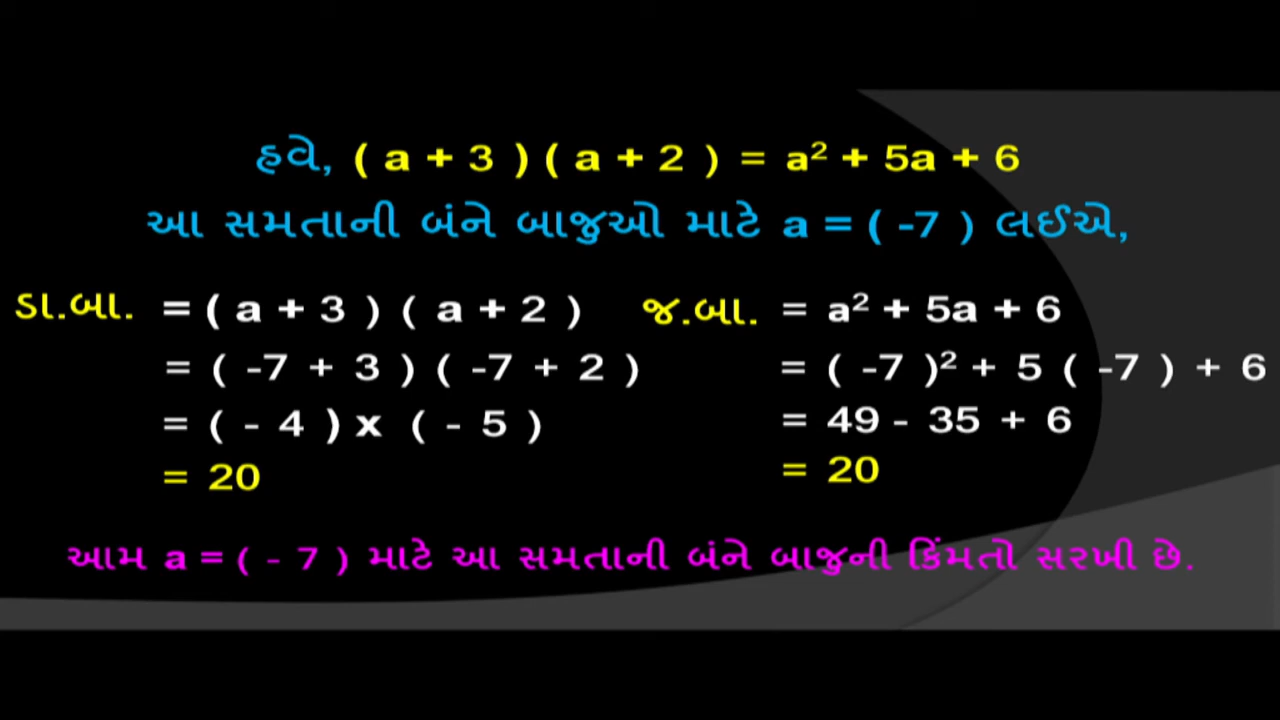 હવે, ( a + 3 ) ( a + 2 ) = a² + 5a + 6
આ સમતાની બંને બાજુઓ માટે a = ( -7 ) લઈએ,
ડા.બા. = ( a + 3 ) ( a + 2 )
= ( -7 + 3 ) ( -7 + 2 )
= ( - 4 ) x ( - 5 )
= 20
જ.બા. = a² + 5a + 6
= ( -7 )² + 5 ( -7 ) + 6
= 49 - 35 + 6
= 20
આમ a = ( - 7 ) માટે આ સમતાની બંને બાજુની કિંમતો સરખી છે.